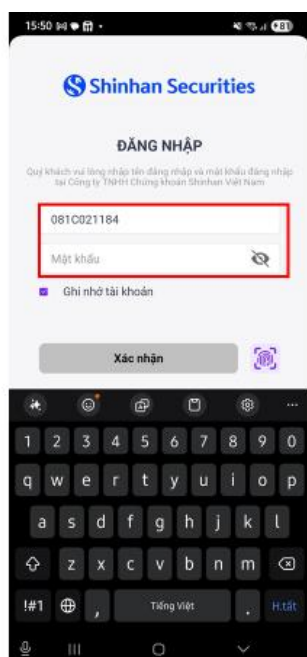 15:50
81
Shinhan Securities
ĐĂNG NHẬP
Quý khách vui lòng nhập tên đăng nhập và mật khẩu đăng nhập
tại Công ty TNHH Chứng khoán Shinhan Việt Nam
081C021184
Mật khẩu
Ghi nhớ tài khoản
Xác nhận
1 2 3 4 5 6 7 8 9 0
q w e r t y u i o p
a s d f g h j k l
z x c v b n m
!#1 , Tiếng Việt . H.tất